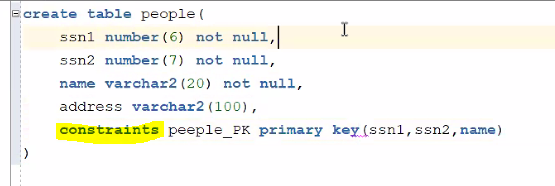 create table people(
ssn1 number(6) not null,
ssn2 number(7) not null,
name varchar2(20) not null,
address varchar2(100),
constraints peeple_PK primary key(ssn1,ssn2,name)
)